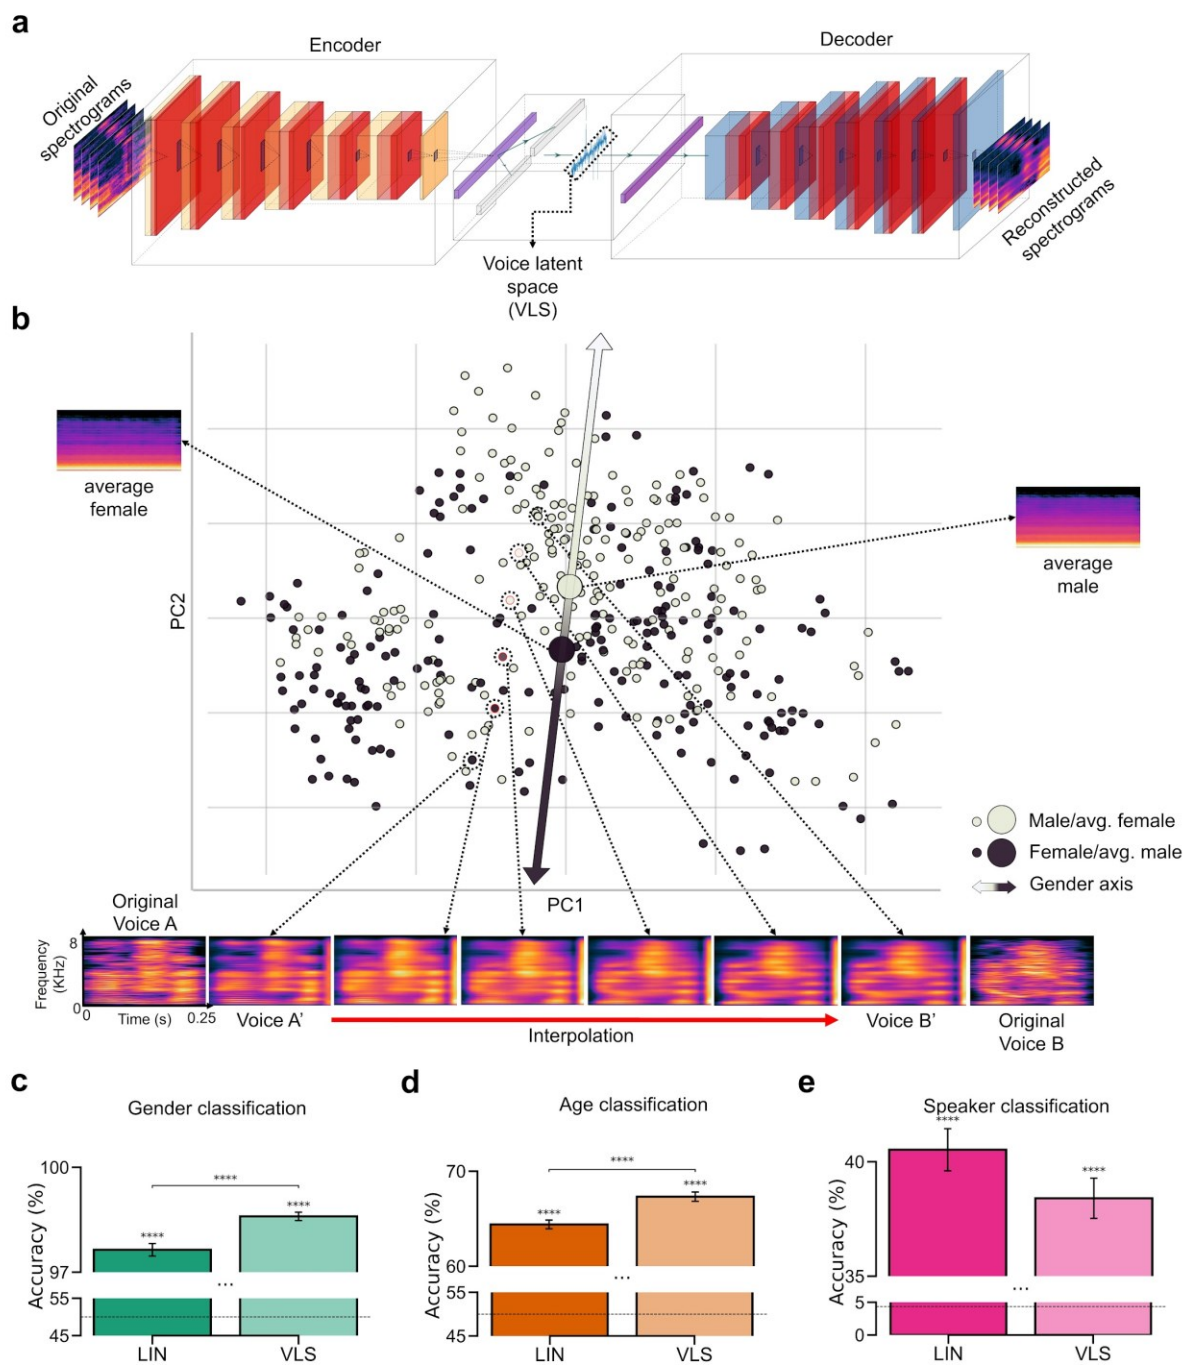 a
Encoder
Decoder
Original
spectrograms
Reconstructed
spectrograms
Voice latent
space
(VLS)
b
average
female
average
male
PC2
PC1
Male/avg. female
Female/avg. male
Gender axis
Original
Voice A
Frequency
(KHz)
8
0
0
Time (s)
0.25
Voice A'
Interpolation
Voice B'
Original
Voice B
c
Gender classification
Accuracy (%)
100
97
55
45
****
****
****
...
LIN
VLS
d
Age classification
Accuracy (%)
70
60
55
45
****
****
****
...
LIN
VLS
e
Speaker classification
Accuracy (%)
40
35
5
0
****
****
...
LIN
VLS